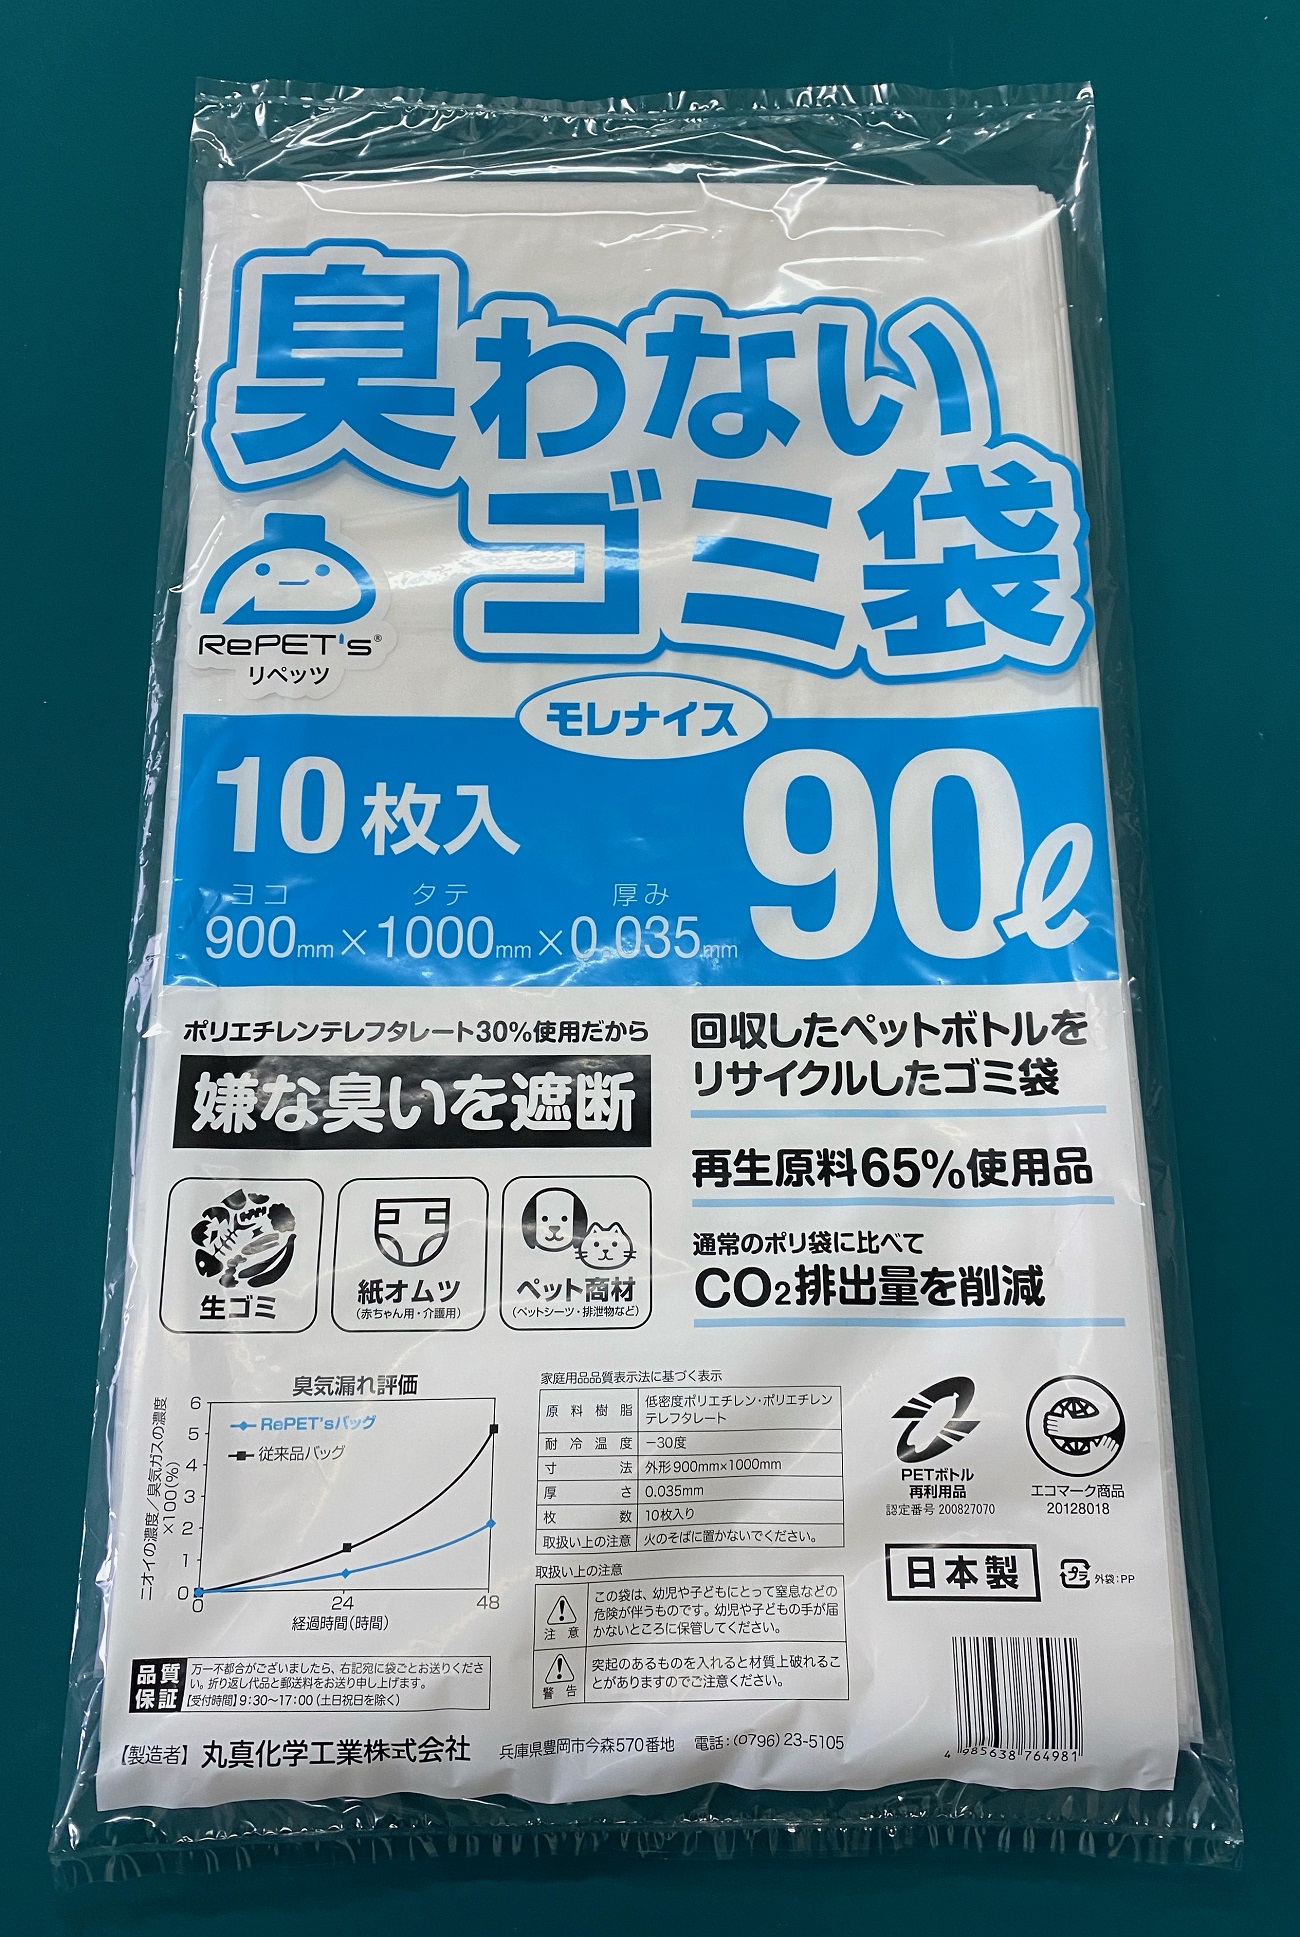 臭わない
ゴミ袋
RePET's®
リペッツ
モレナイス
10枚入
90ℓ
ヨコ タテ 厚み
900mm×1000mm×0.035mm
ポリエチレンテレフタレート30%使用だから
嫌な臭いを遮断
生ゴミ
紙オムツ
(赤ちゃん用・介護用)
ペット商材
(ペットシーツ・排泄物など)
回収したペットボトルを
リサイクルしたゴミ袋
再生原料65%使用品
通常のポリ袋に比べて
CO2排出量を削減
臭気漏れ評価
ニオイの濃度/臭気ガスの濃度
×100(%)
6
5
4
3
2
1
0
RePET'sバッグ
従来品バッグ
0 24 48
経過時間(時間)
家庭用品品質表示法に基づく表示
原料樹脂 低密度ポリエチレン・ポリエチレン
テレフタレート
耐冷温度 −30度
寸法 外形900mm×1000mm
厚さ 0.035mm
枚数 10枚入り
取扱い上の注意 火のそばに置かないでください。
取扱い上の注意
注意
この袋は、幼児や子どもにとって窒息などの
危険が伴うものです。幼児や子どもの手が届
かないところに保管してください。
警告
突起のあるものを入れると材質上破れるこ
とがありますのでご注意ください。
PETボトル
再利用品
認定番号 200827070
エコマーク商品
20128018
日本製
プラ
外袋:PP
品質
保証
万一不都合がございましたら、右記宛に袋ごとお送りくださ
い。折り返し代品と郵送料をお送り申し上げます。
【受付時間】9:30〜17:00(土日祝日を除く)
【製造者】丸真化学工業株式会社 兵庫県豊岡市今森570番地 電話:(0796)23-5105
4 985638 764981